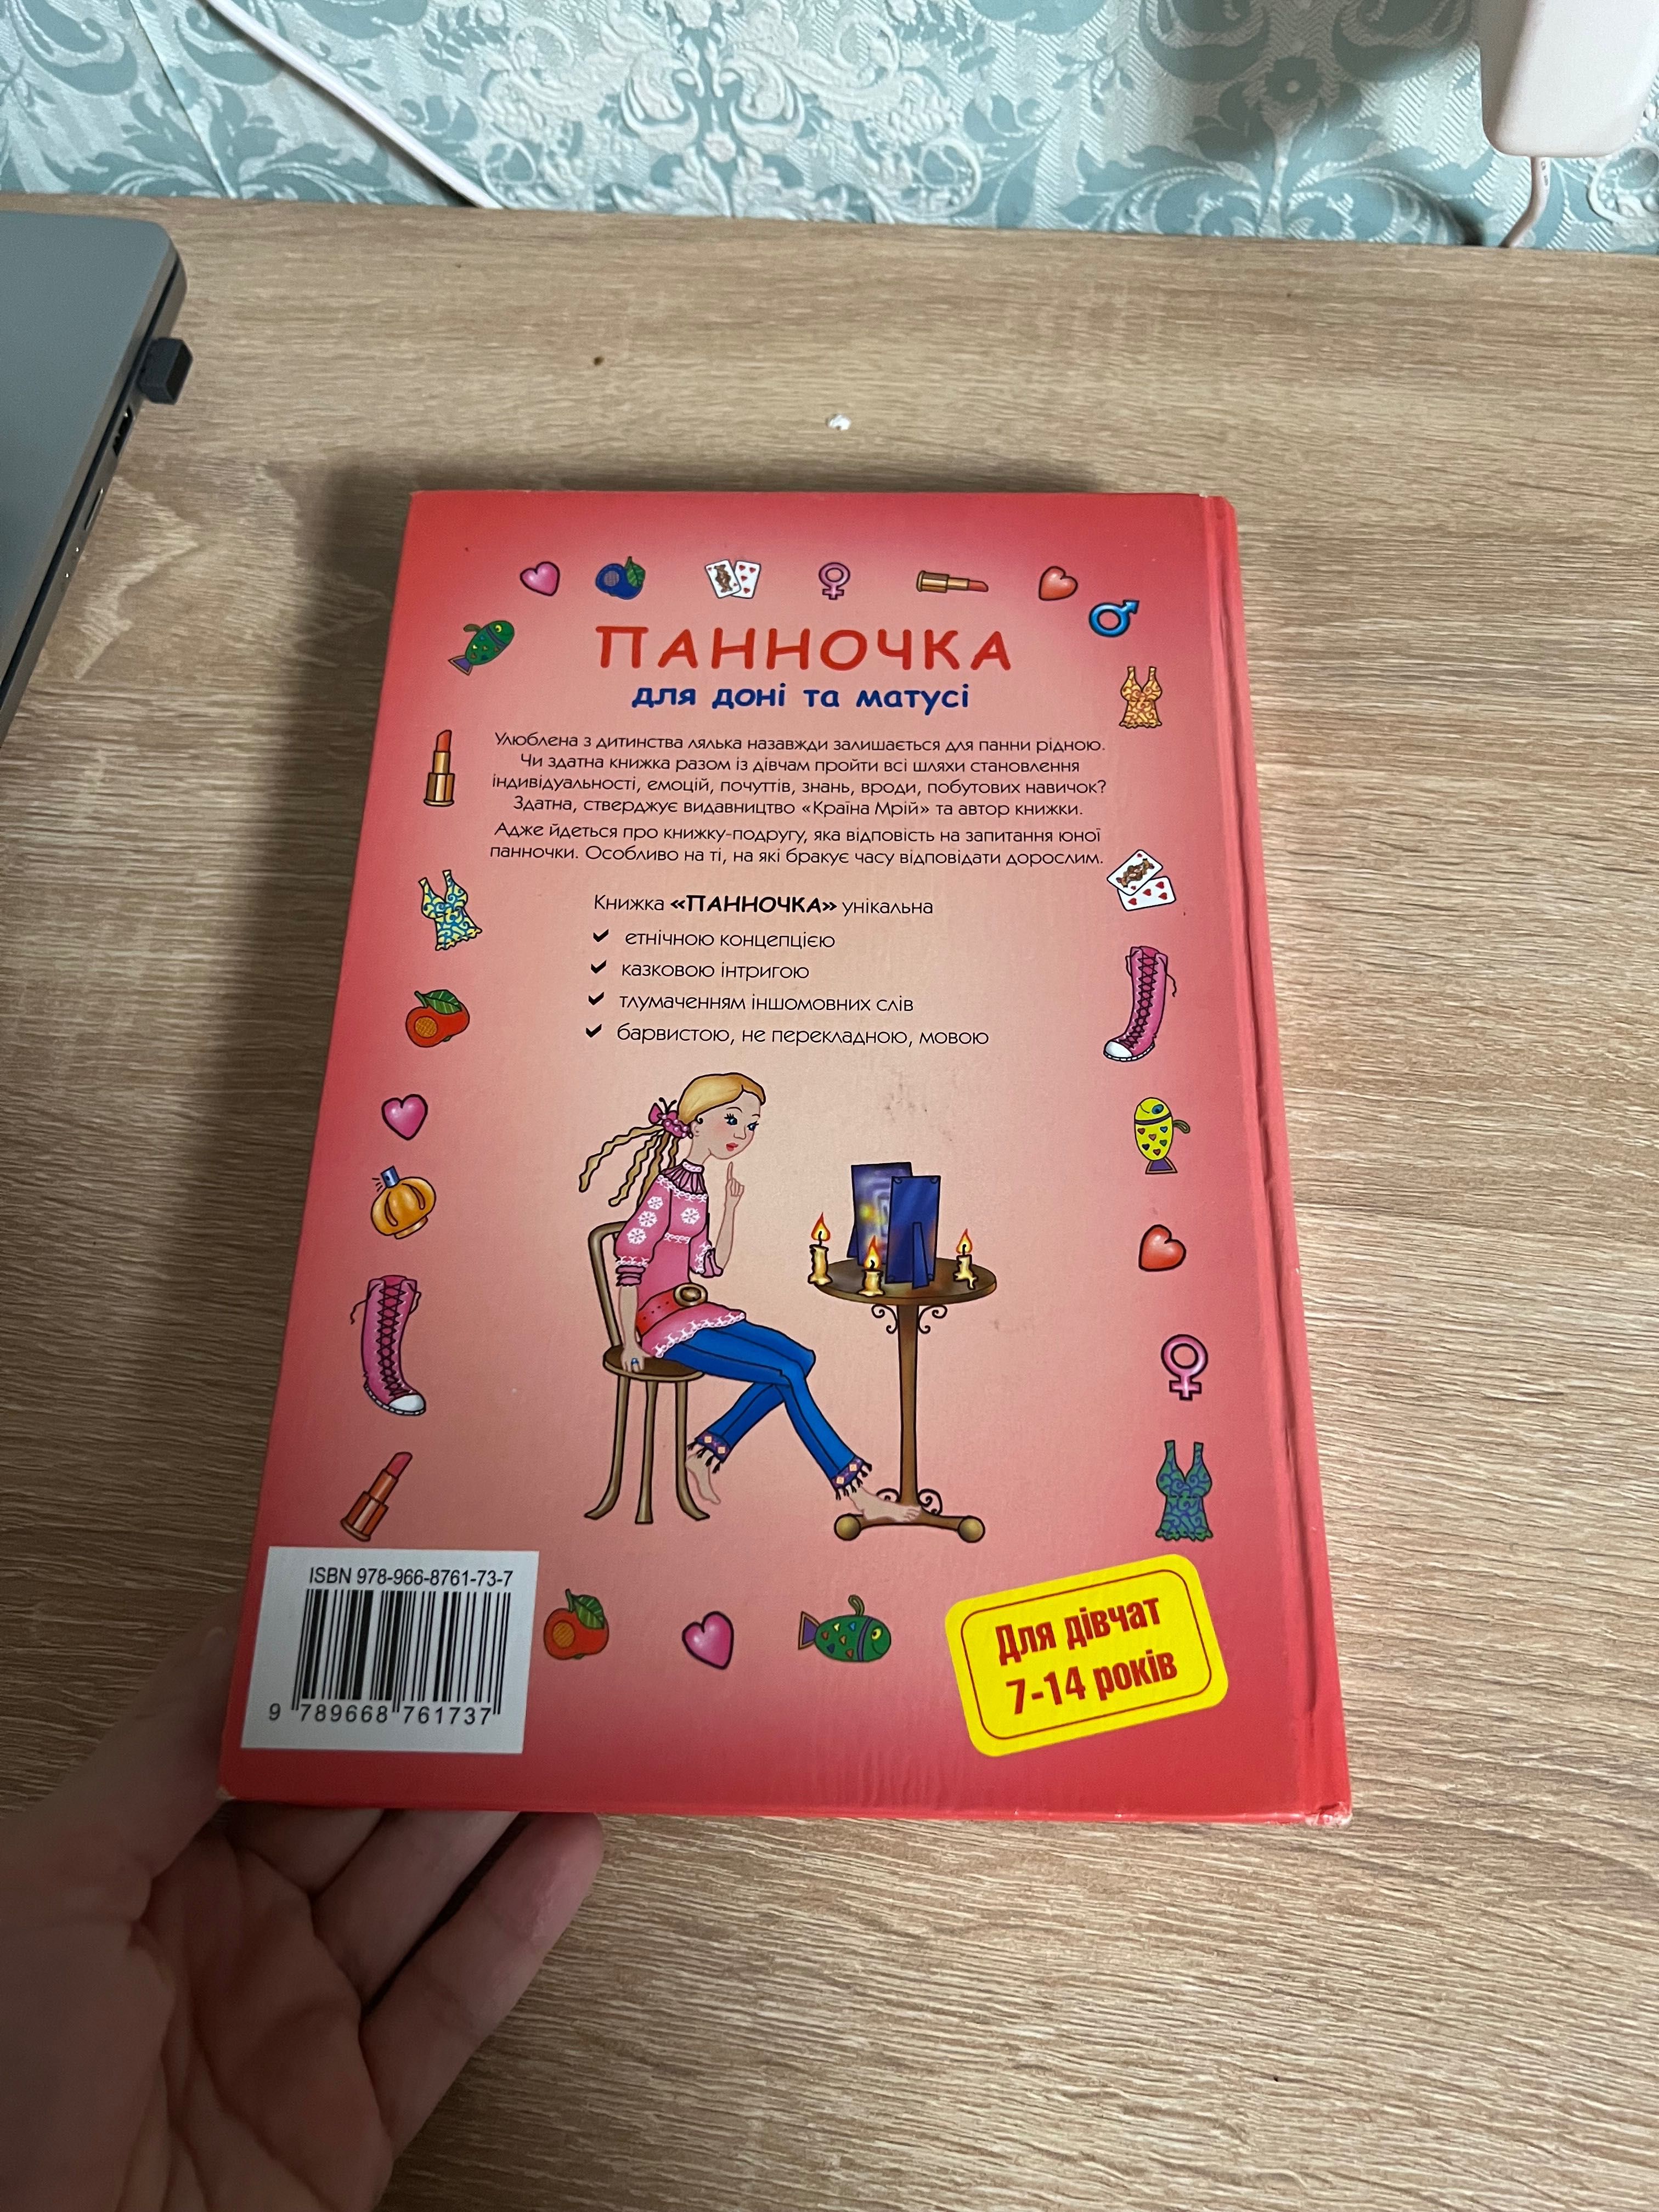 ПАННОЧКА
для доні та матусі
Улюблена з дитинства лялька назавжди залишається для панни рідною.
Чи здатна книжка разом із дівчам пройти всі шляхи становлення
індивідуальності, емоцій, почуттів, знань, вроди, побутових навичок?
Здатна, стверджує видавництво «Країна Мрій» та автор книжки.
Адже йдеться про книжку-подругу, яка відповість на запитання юної
панночки. Особливо на ті, на які бракує часу відповідати дорослим.
Книжка «ПАННОЧКА» унікальна
✔ етнічною концепцією
✔ казковою інтригою
✔ тлумаченням іншомовних слів
✔ барвистою, не перекладною, мовою
ISBN 978-966-8761-73-7
9 789668 761737
Для дівчат
7-14 років